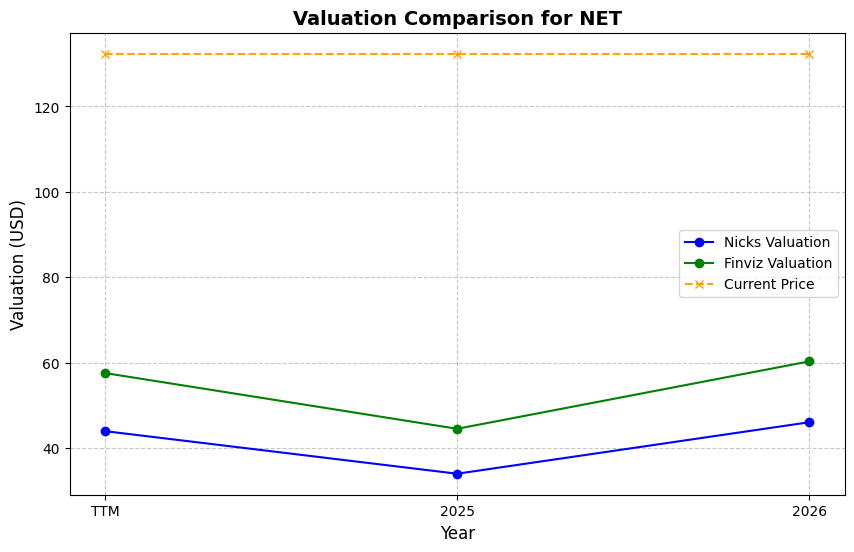 Valuation Comparison for NET
Valuation (USD)
120
100
80
60
40
Nicks Valuation
Finviz Valuation
Current Price
TTM
2025
2026
Year